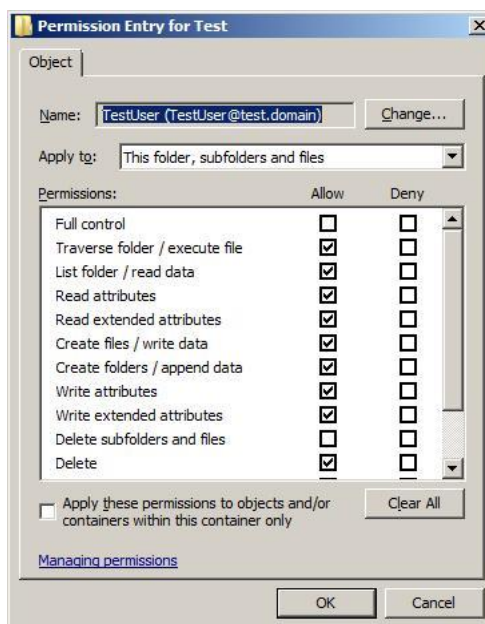 Permission Entry for Test
Object
Name: TestUser (TestUser@test.domain) Change...
Apply to: This folder, subfolders and files
Permissions: Allow Deny
Full control
Traverse folder / execute file
List folder / read data
Read attributes
Read extended attributes
Create files / write data
Create folders / append data
Write attributes
Write extended attributes
Delete subfolders and files
Delete
Apply these permissions to objects and/or
containers within this container only
Clear All
Managing permissions
OK Cancel